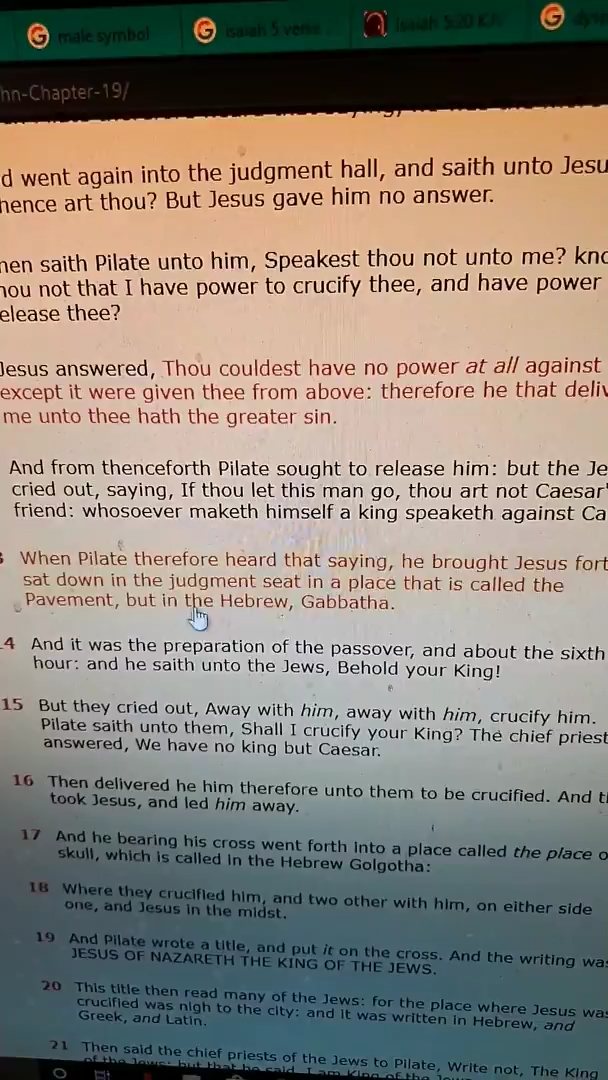 male symbol
isaiah 5 verse
Isaiah 5:20 KJV
hn-Chapter-19/
d went again into the judgment hall, and saith unto Jesu
hence art thou? But Jesus gave him no answer.
hen saith Pilate unto him, Speakest thou not unto me? kno
hou not that I have power to crucify thee, and have power
elease thee?
Jesus answered, Thou couldest have no power at all against
except it were given thee from above: therefore he that deliv
me unto thee hath the greater sin.
And from thenceforth Pilate sought to release him: but the Je
cried out, saying, If thou let this man go, thou art not Caesar'
friend: whosoever maketh himself a king speaketh against Ca
3 When Pilate therefore heard that saying, he brought Jesus fort
sat down in the judgment seat in a place that is called the
Pavement, but in the Hebrew, Gabbatha.
14 And it was the preparation of the passover, and about the sixth
hour: and he saith unto the Jews, Behold your King!
15 But they cried out, Away with him, away with him, crucify him.
Pilate saith unto them, Shall I crucify your King? The chief priest
answered, We have no king but Caesar.
16 Then delivered he him therefore unto them to be crucified. And t
took Jesus, and led him away.
17 And he bearing his cross went forth into a place called the place o
skull, which is called in the Hebrew Golgotha:
18 Where they crucified him, and two other with him, on either side
one, and Jesus in the midst.
19 And Pilate wrote a title, and put it on the cross. And the writing was
JESUS OF NAZARETH THE KING OF THE JEWS.
20 This title then read many of the Jews: for the place where Jesus was
crucified was nigh to the city: and it was written in Hebrew, and
Greek, and Latin.
21 Then said the chief priests of the Jews to Pilate, Write not, The King
of the Jews; but that he said, I am King of the Jews